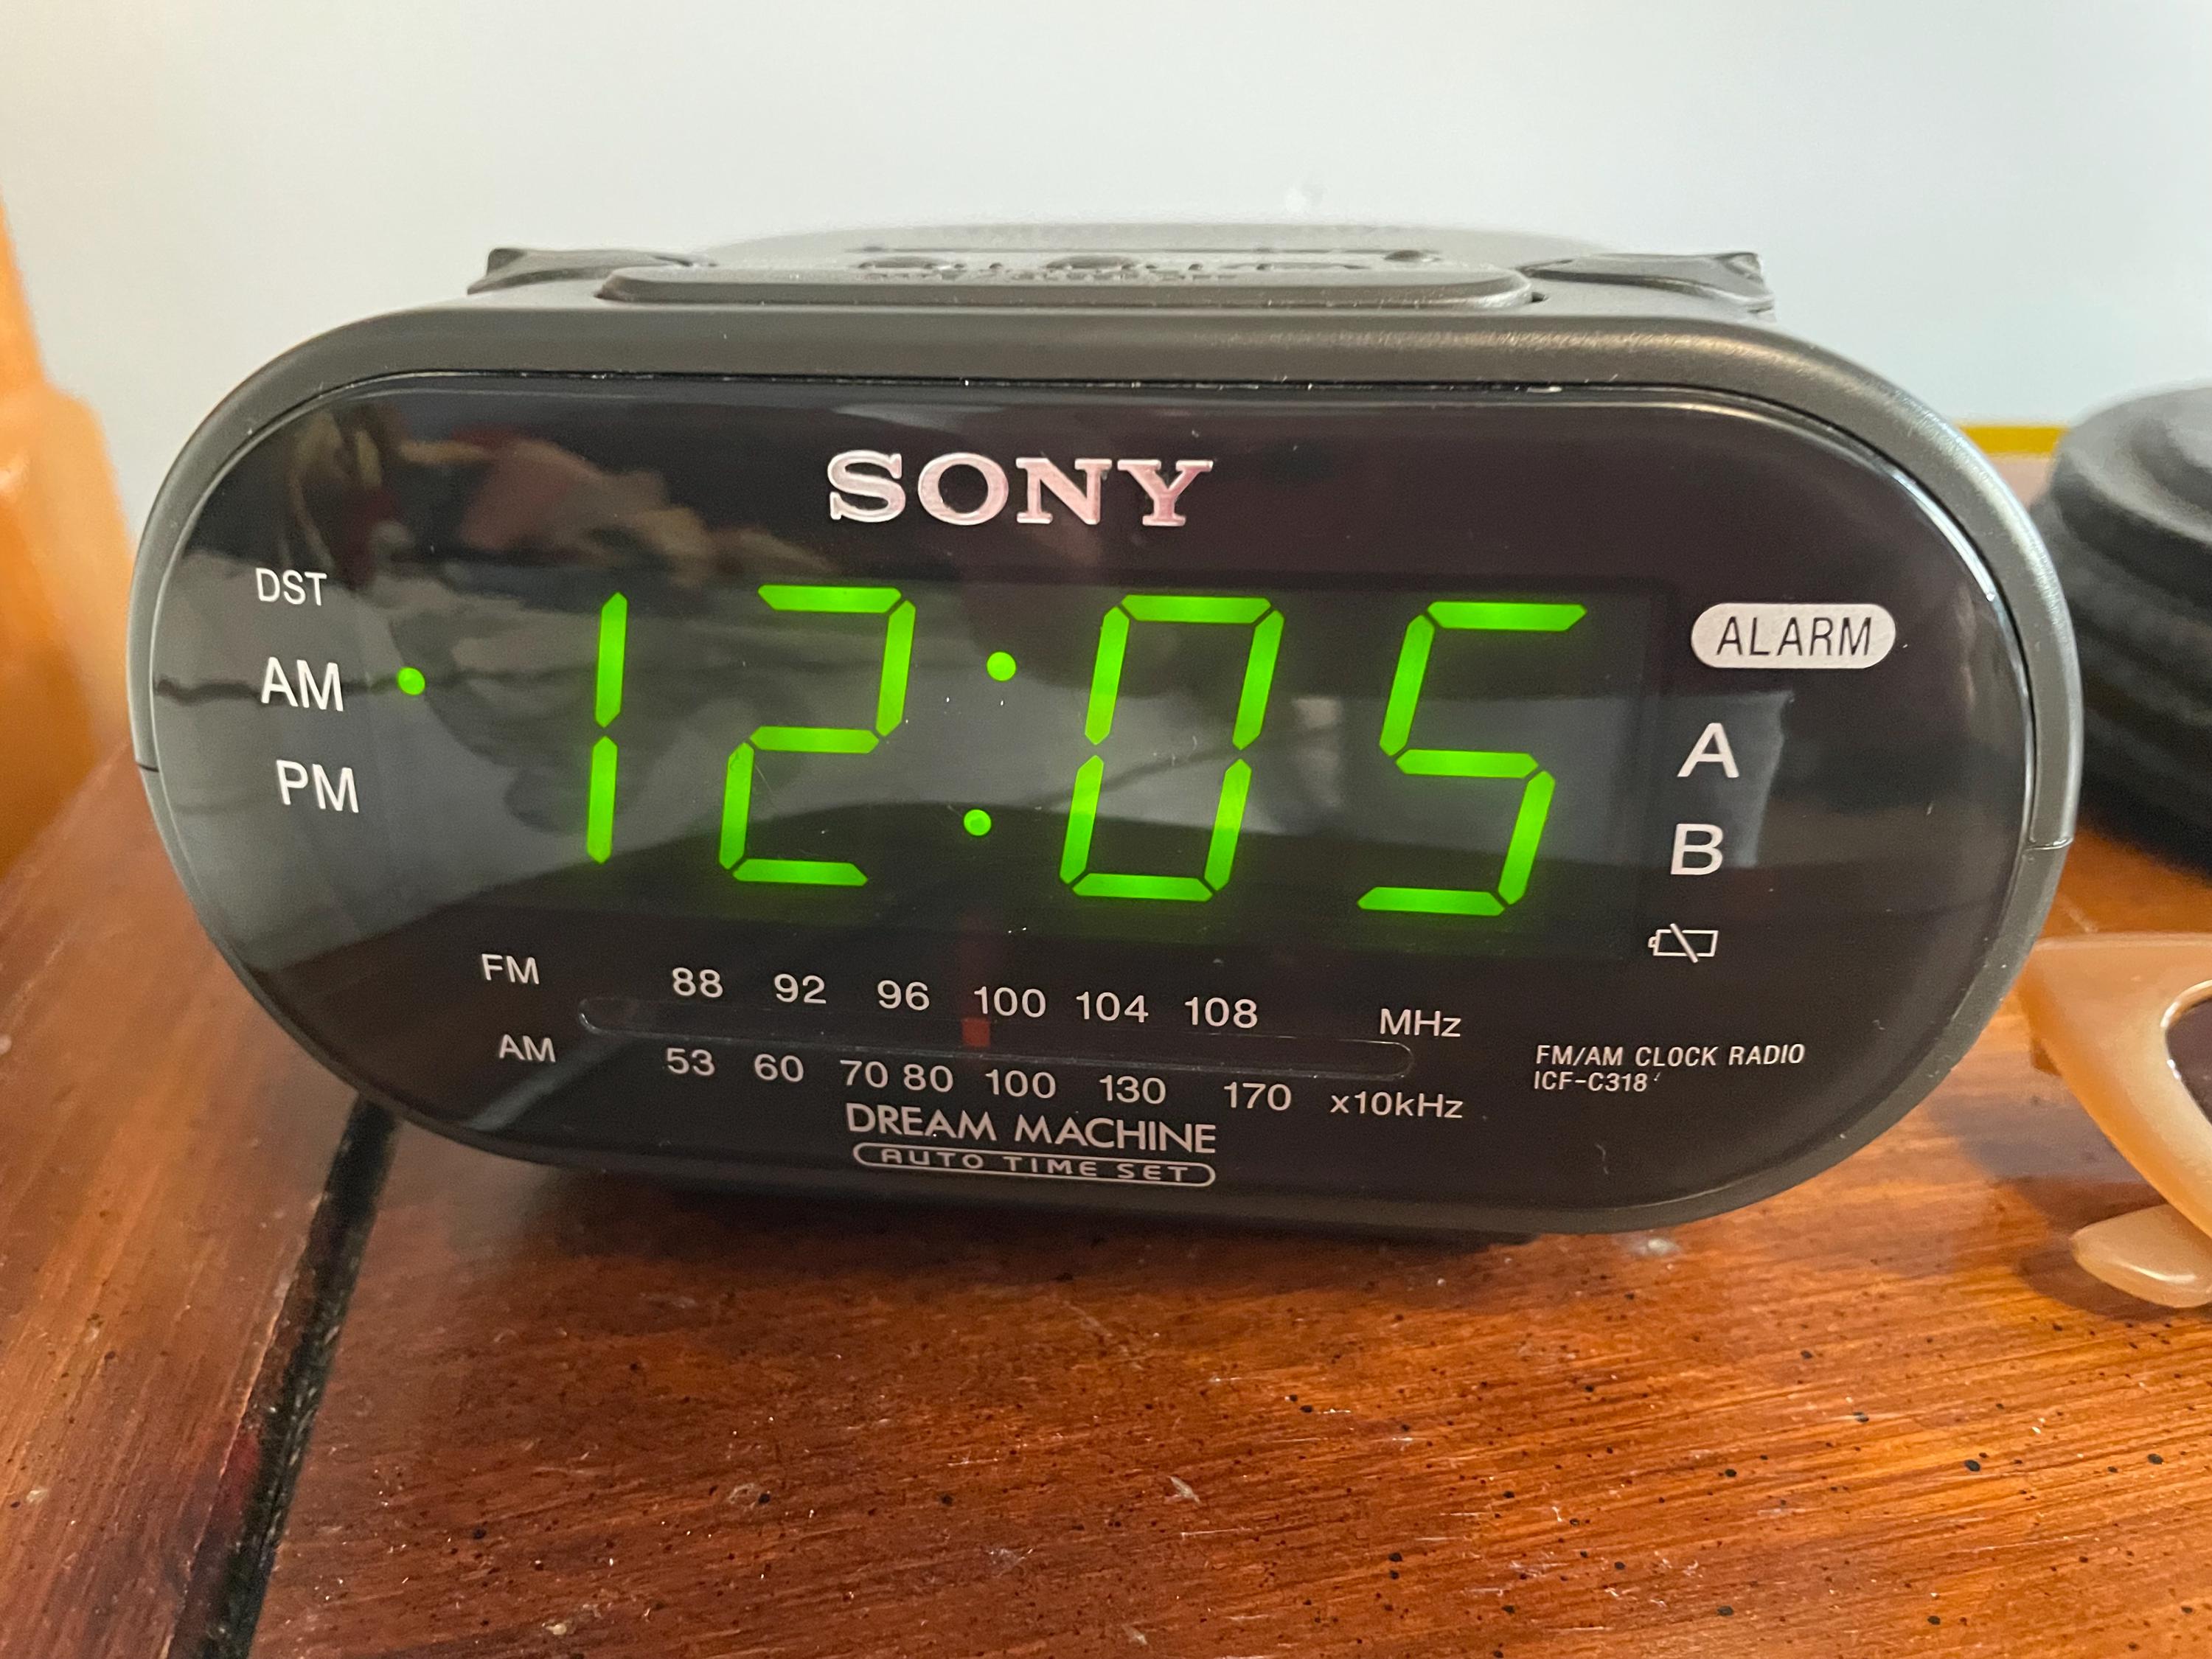 SONY
DST
AM
PM
12:05
ALARM
A
B
FM 88 92 96 100 104 108 MHz
AM 53 60 70 80 100 130 170 x10kHz
FM/AM CLOCK RADIO
ICF-C318
DREAM MACHINE
AUTO TIME SET